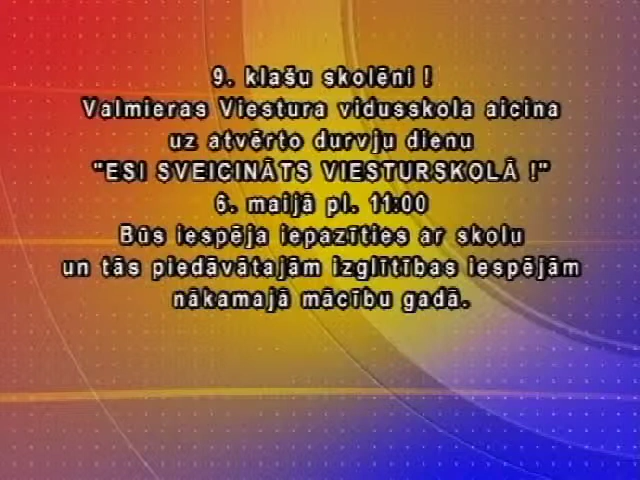 9. klašu skolēni !
Valmieras Viestura vidusskola aicina
uz atvērto durvju dienu
"ESI SVEICINĀTS VIESTURSKOLĀ !"
6. maijā pl. 11:00
Būs iespēja iepazīties ar skolu
un tās piedāvātajām izglītības iespējām
nākamajā mācību gadā.